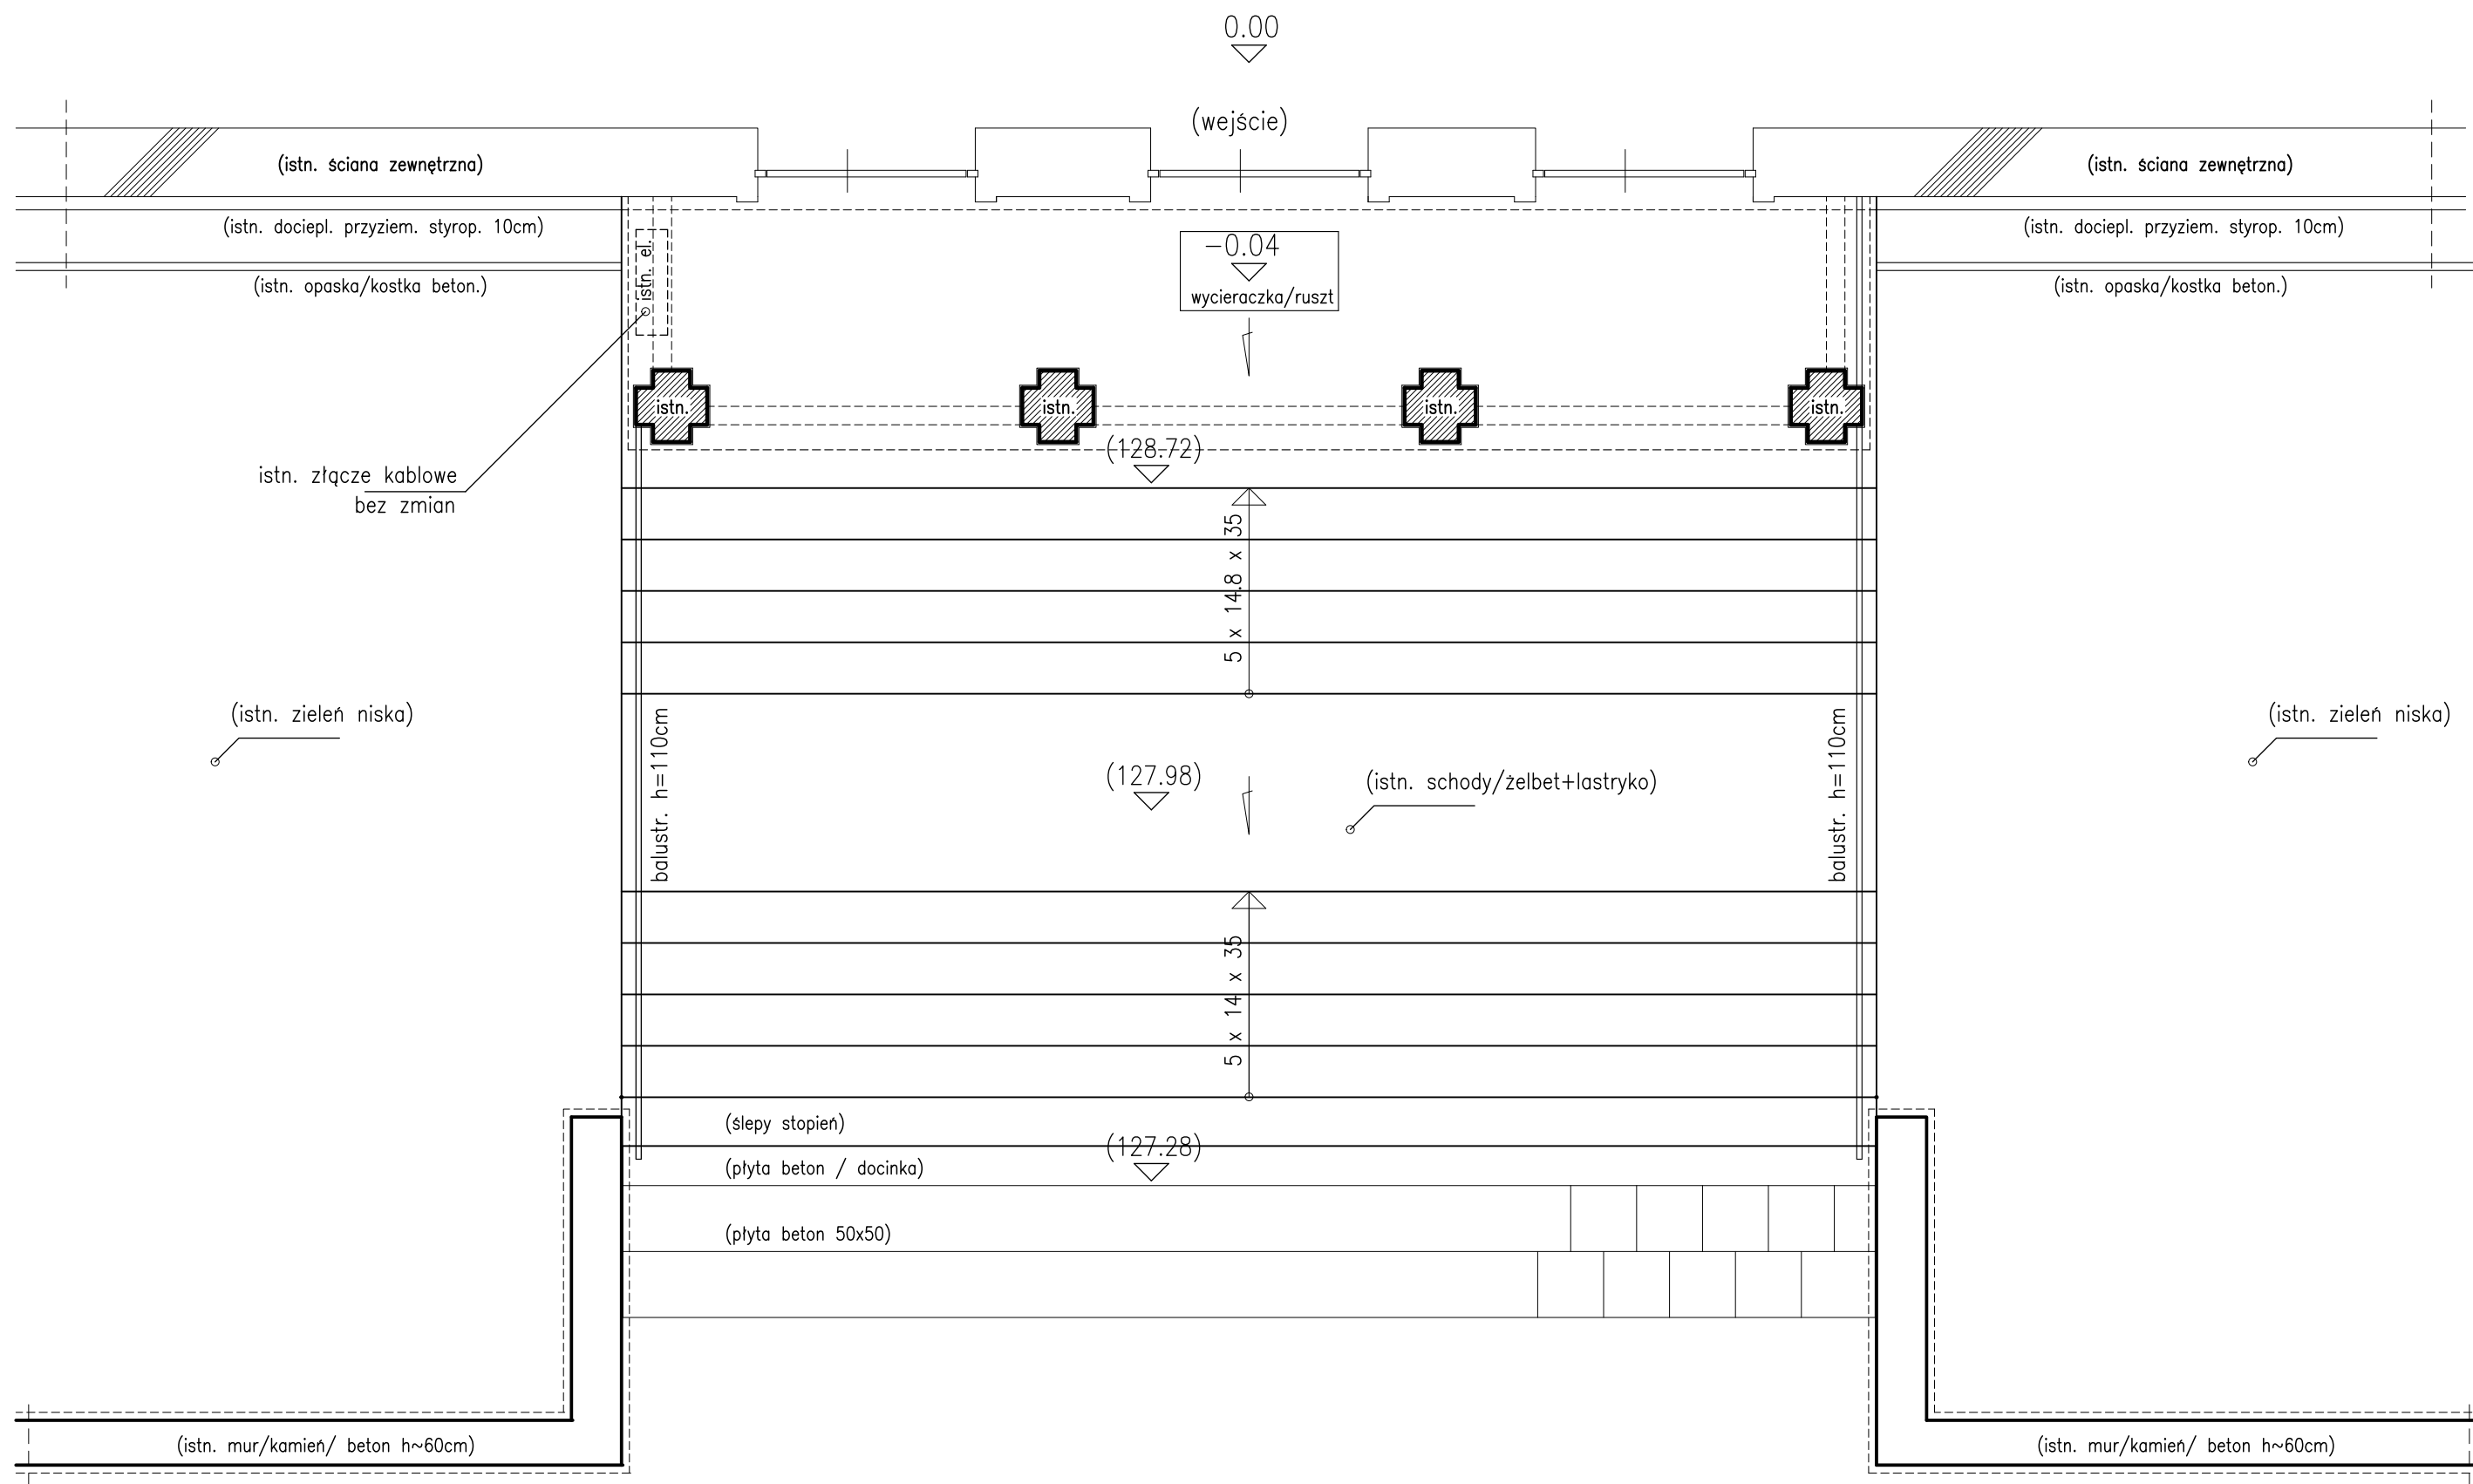 0.00
(wejście)
(istn. ściana zewnętrzna)
(istn. ściana zewnętrzna)
(istn. dociepl. przyziem. styrop. 10cm)
(istn. dociepl. przyziem. styrop. 10cm)
istn. el.
-0.04
wycieraczka/ruszt
(istn. opaska/kostka beton.)
(istn. opaska/kostka beton.)
istn.
istn.
istn.
istn.
(128.72)
istn. złącze kablowe
bez zmian
5 x 14.8 x 35
(istn. zieleń niska)
(istn. zieleń niska)
balustr. h=110cm
balustr. h=110cm
(127.98)
(istn. schody/żelbet+lastryko)
5 x 14 x 35
(ślepy stopień)
(127.28)
(płyta beton / docinka)
(płyta beton 50x50)
(istn. mur/kamień/ beton h~60cm)
(istn. mur/kamień/ beton h~60cm)